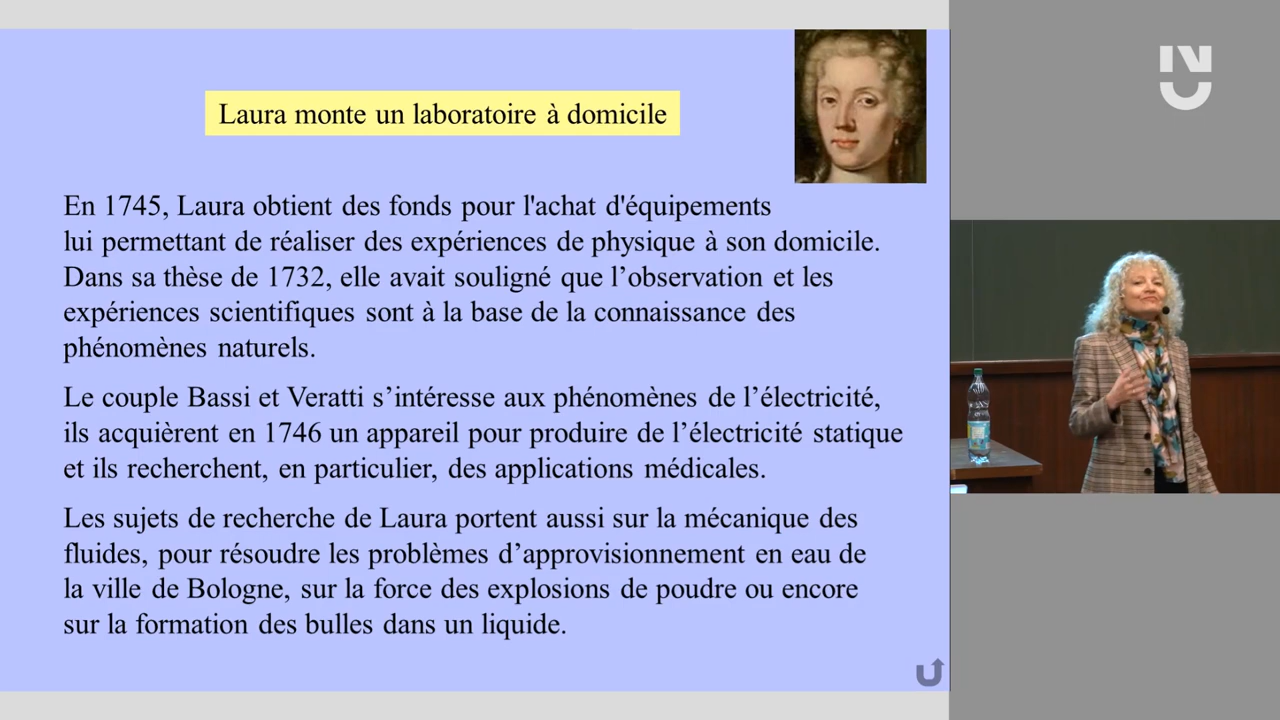 Laura monte un laboratoire à domicile
En 1745, Laura obtient des fonds pour l'achat d'équipements
lui permettant de réaliser des expériences de physique à son domicile.
Dans sa thèse de 1732, elle avait souligné que l’observation et les
expériences scientifiques sont à la base de la connaissance des
phénomènes naturels.
Le couple Bassi et Veratti s’intéresse aux phénomènes de l’électricité,
ils acquièrent en 1746 un appareil pour produire de l’électricité statique
et ils recherchent, en particulier, des applications médicales.
Les sujets de recherche de Laura portent aussi sur la mécanique des
fluides, pour résoudre les problèmes d’approvisionnement en eau de
la ville de Bologne, sur la force des explosions de poudre ou encore
sur la formation des bulles dans un liquide.